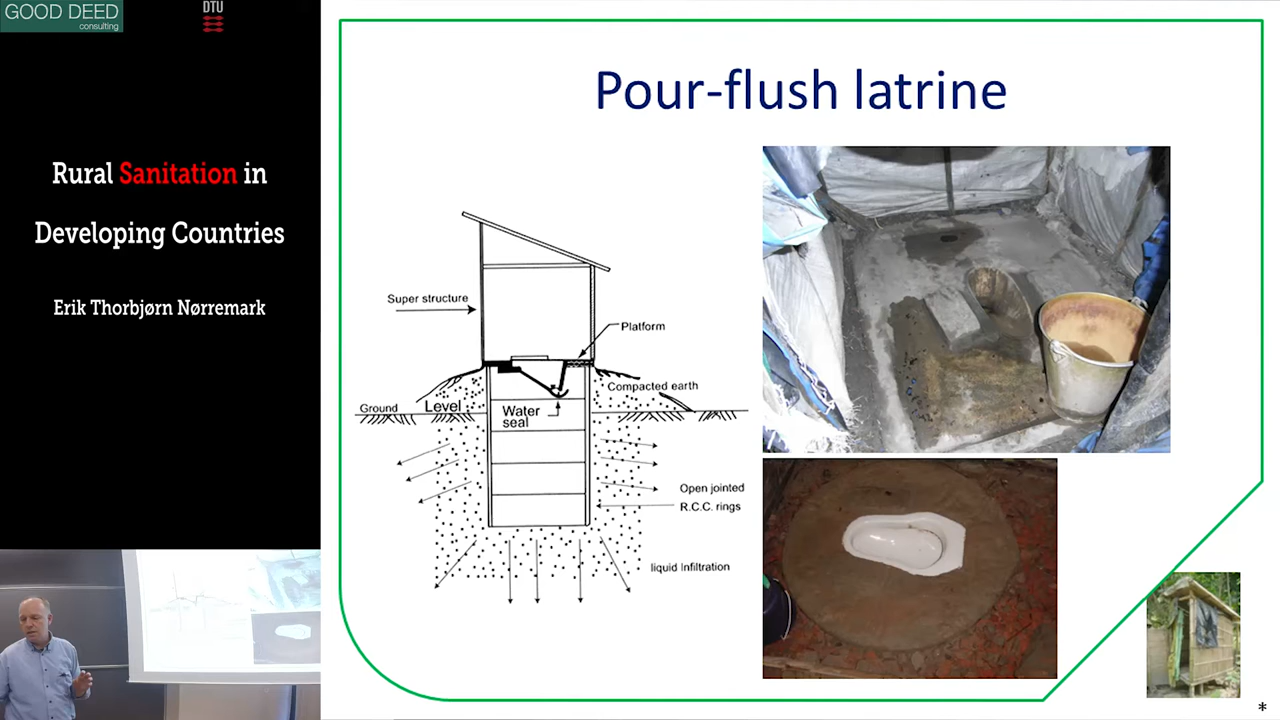 GOOD DEED
consulting
DTU
Rural Sanitation in
Developing Countries
Erik Thorbjørn Nørremark
Pour-flush latrine
Super structure
Platform
Compacted earth
Ground Level
Water
seal
Open jointed
R.C.C. rings
liquid Infiltration
*